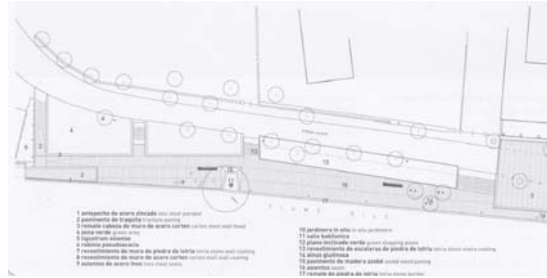 1 antepecho de acero zincado zinc steel parapet
2 pavimento de traquita trachyte paving
3 remate cabeza de muro de acero corten corten steel wall head
4 zona verde green area
5 ligustrum sinense
6 robinia pseudoacacia
7 revestimiento de muro de piedra de istria istria stone wall coating
8 revestimiento de muro de acero corten corten steel wall coating
9 asientos de acero inox inox steel seats
10 jardinera in situ in situ jardiniere
11 salix babilonica
12 plano inclinado verde green sloping plane
13 revestimiento de escaleras de piedra de istria istria stone stairs coating
14 alnus glutinosa
15 pavimento de madera azobé azobé wood paving
16 asientos seats
17 remate de piedra de istria istria stone border